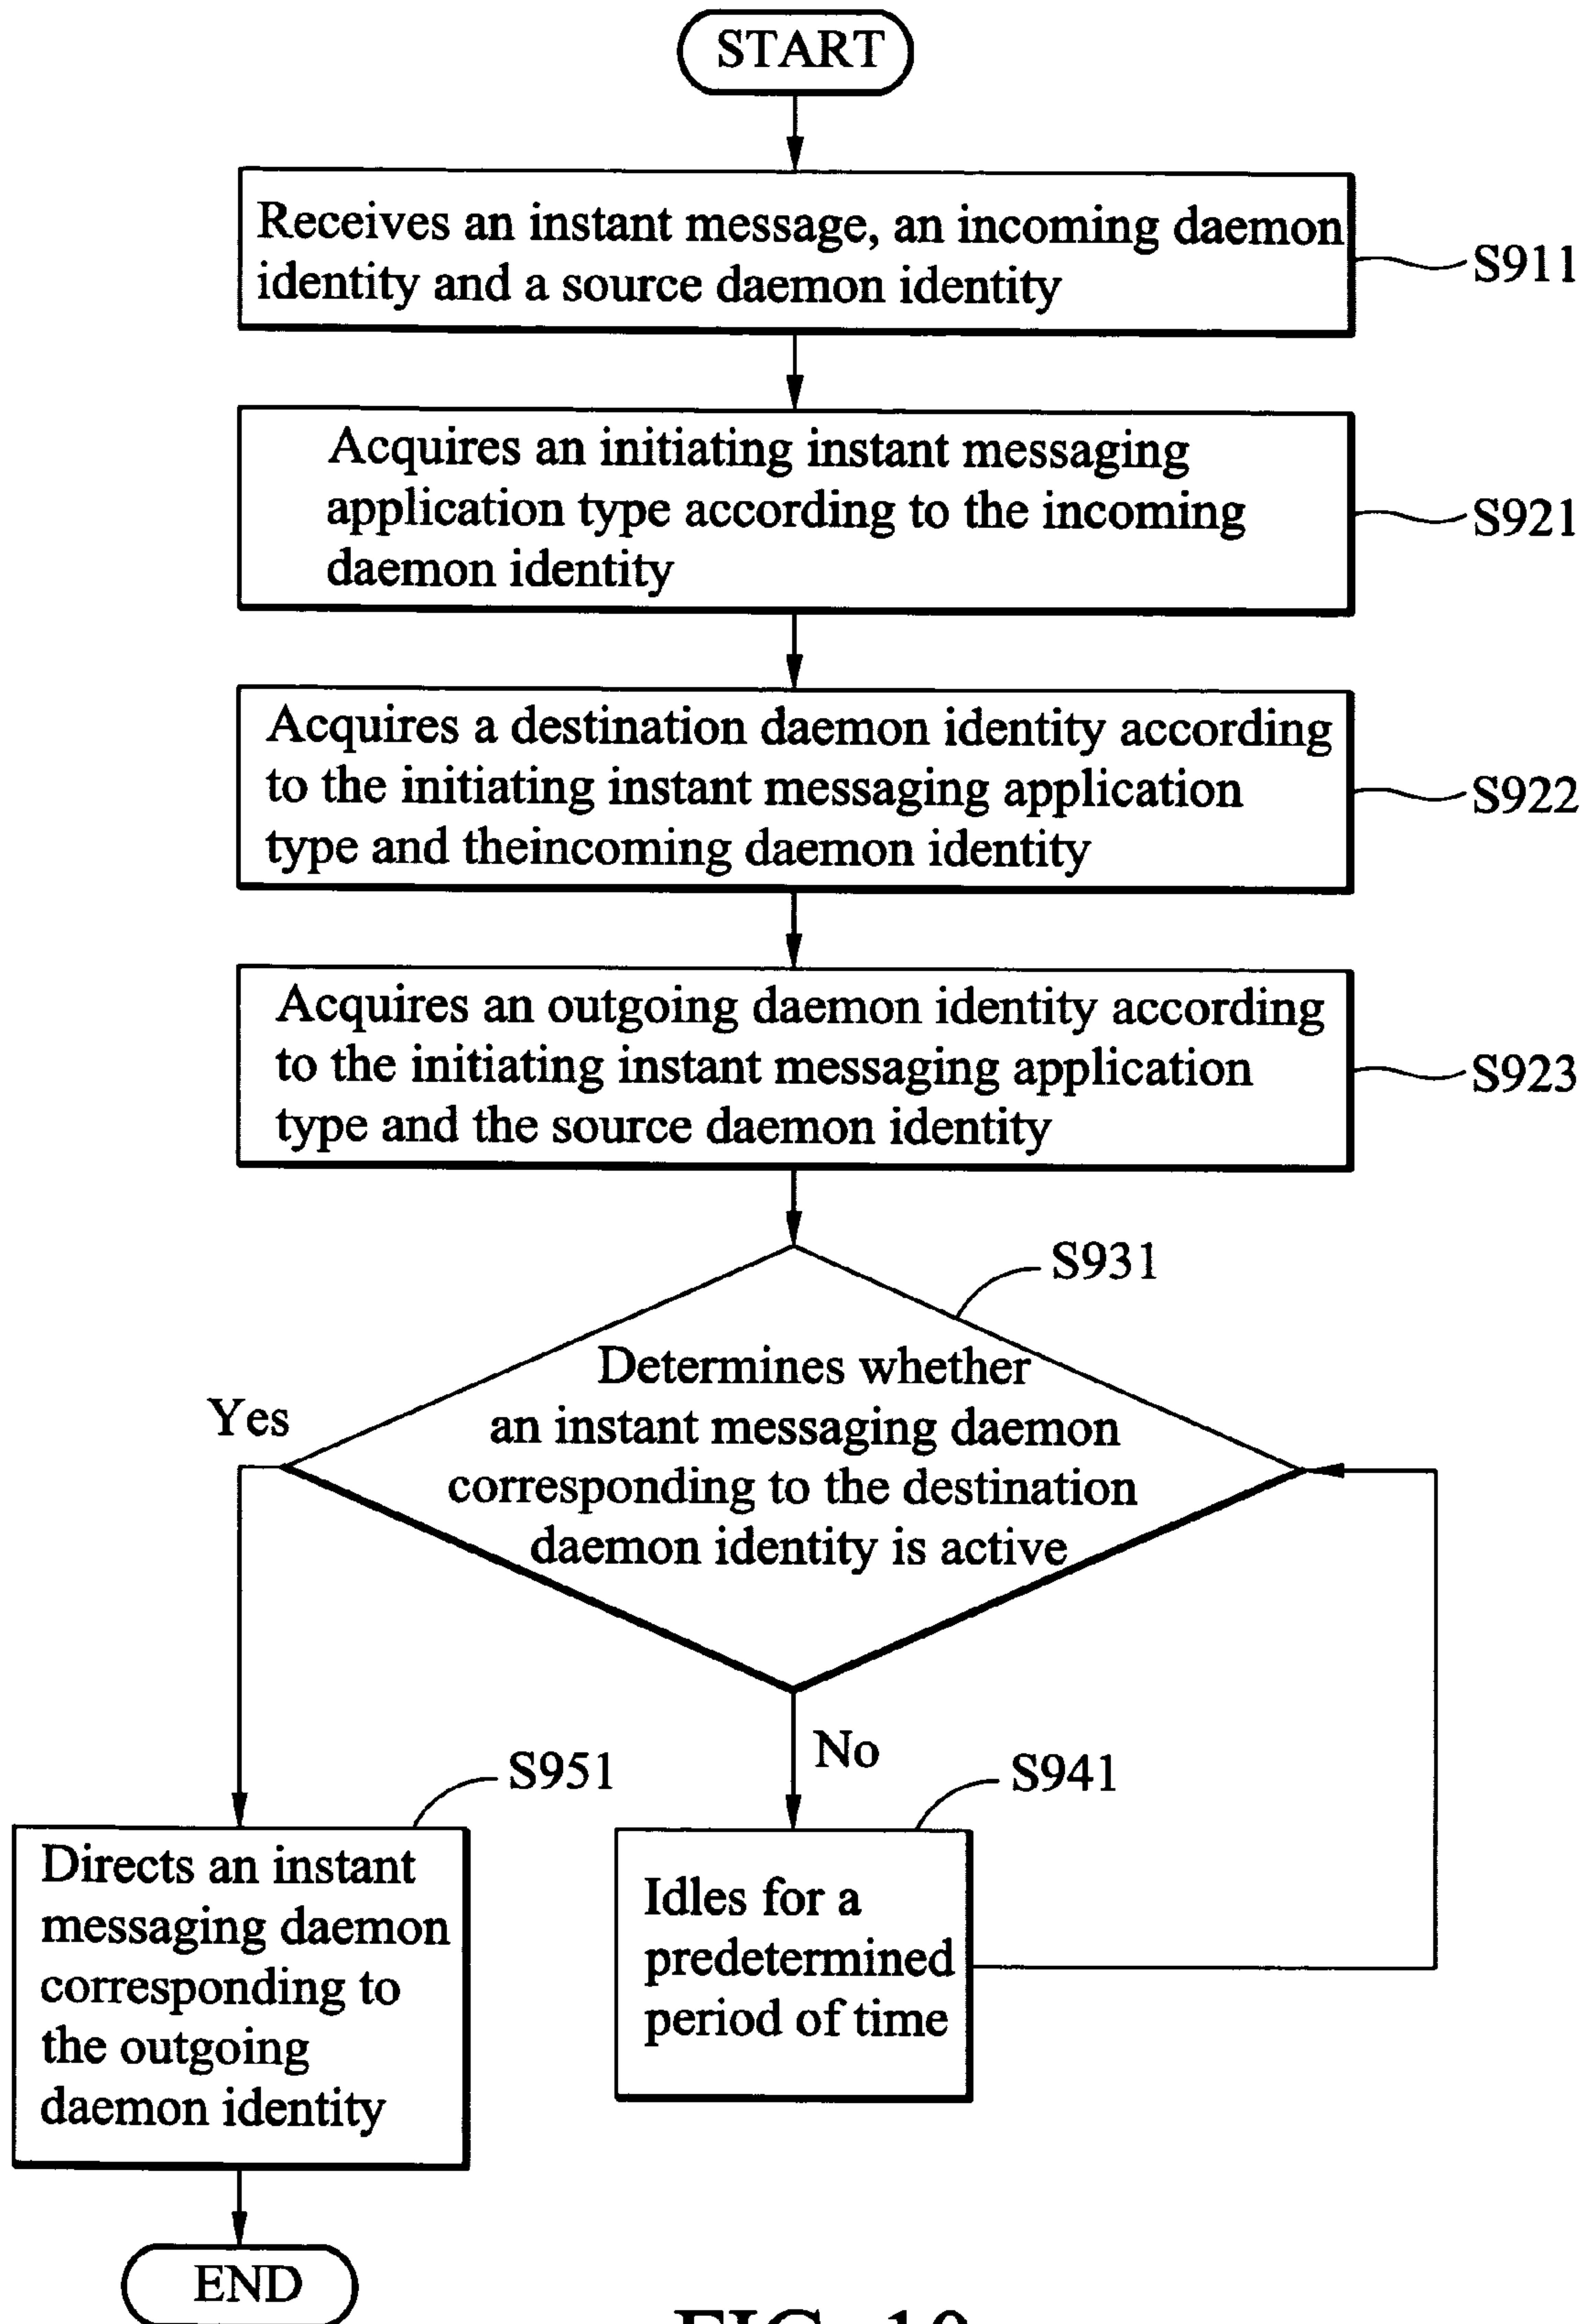 START
Receives an instant message, an incoming daemon
identity and a source daemon identity
S911
Acquires an initiating instant messaging
application type according to the incoming
daemon identity
S921
Acquires a destination daemon identity according
to the initiating instant messaging application
type and theincoming daemon identity
S922
Acquires an outgoing daemon identity according
to the initiating instant messaging application
type and the source daemon identity
S923
S931
Determines whether
an instant messaging daemon
corresponding to the destination
daemon identity is active
Yes
No
S951
Directs an instant
messaging daemon
corresponding to
the outgoing
daemon identity
S941
Idles for a
predetermined
period of time
END
FIG. 10